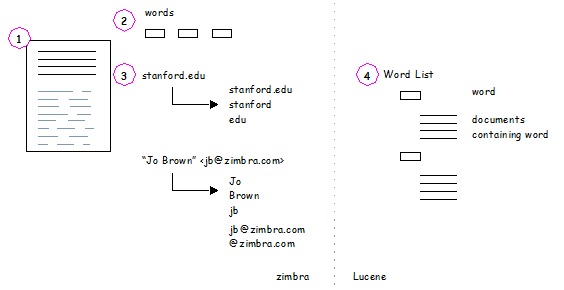 1
2
words
3
stanford.edu
stanford.edu
stanford
edu
"Jo Brown" <jb@zimbra.com>
Jo
Brown
jb
jb@zimbra.com
@zimbra.com
zimbra
4
Word List
word
documents
containing word
Lucene